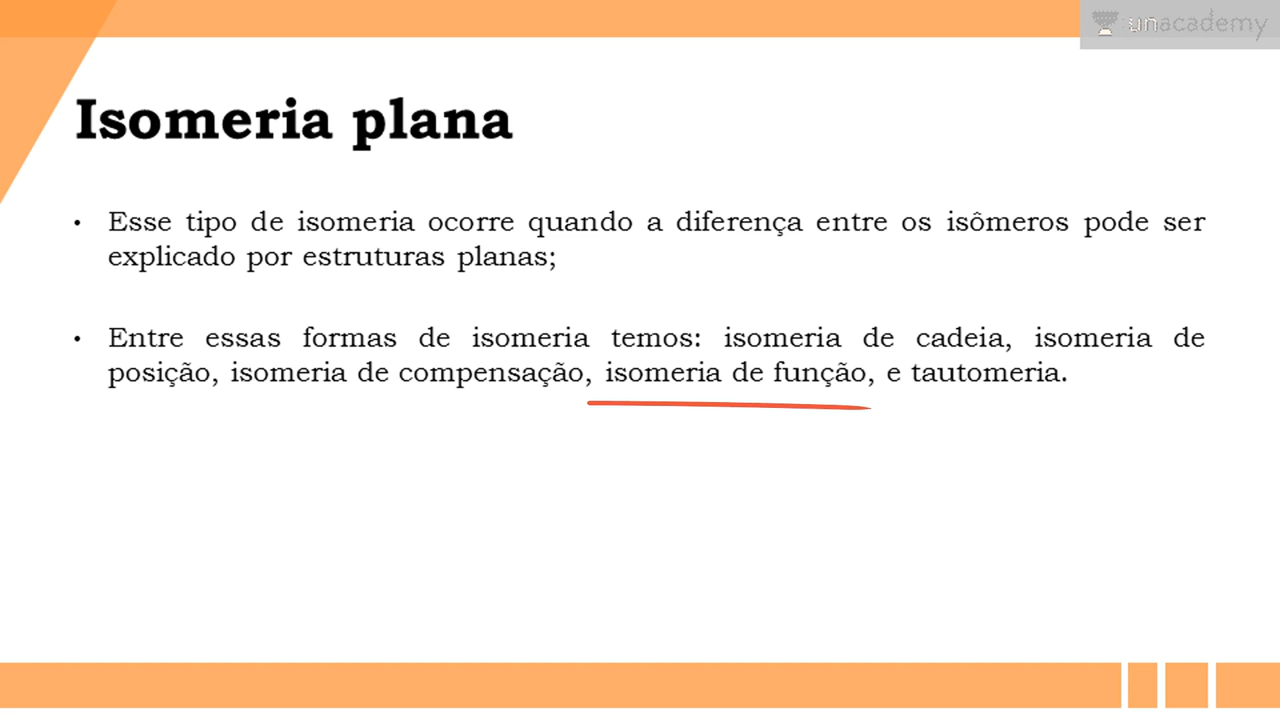 unacademy
Isomeria plana
• Esse tipo de isomeria ocorre quando a diferença entre os isômeros pode ser
explicado por estruturas planas;
• Entre essas formas de isomeria temos: isomeria de cadeia, isomeria de
posição, isomeria de compensação, isomeria de função, e tautomeria.